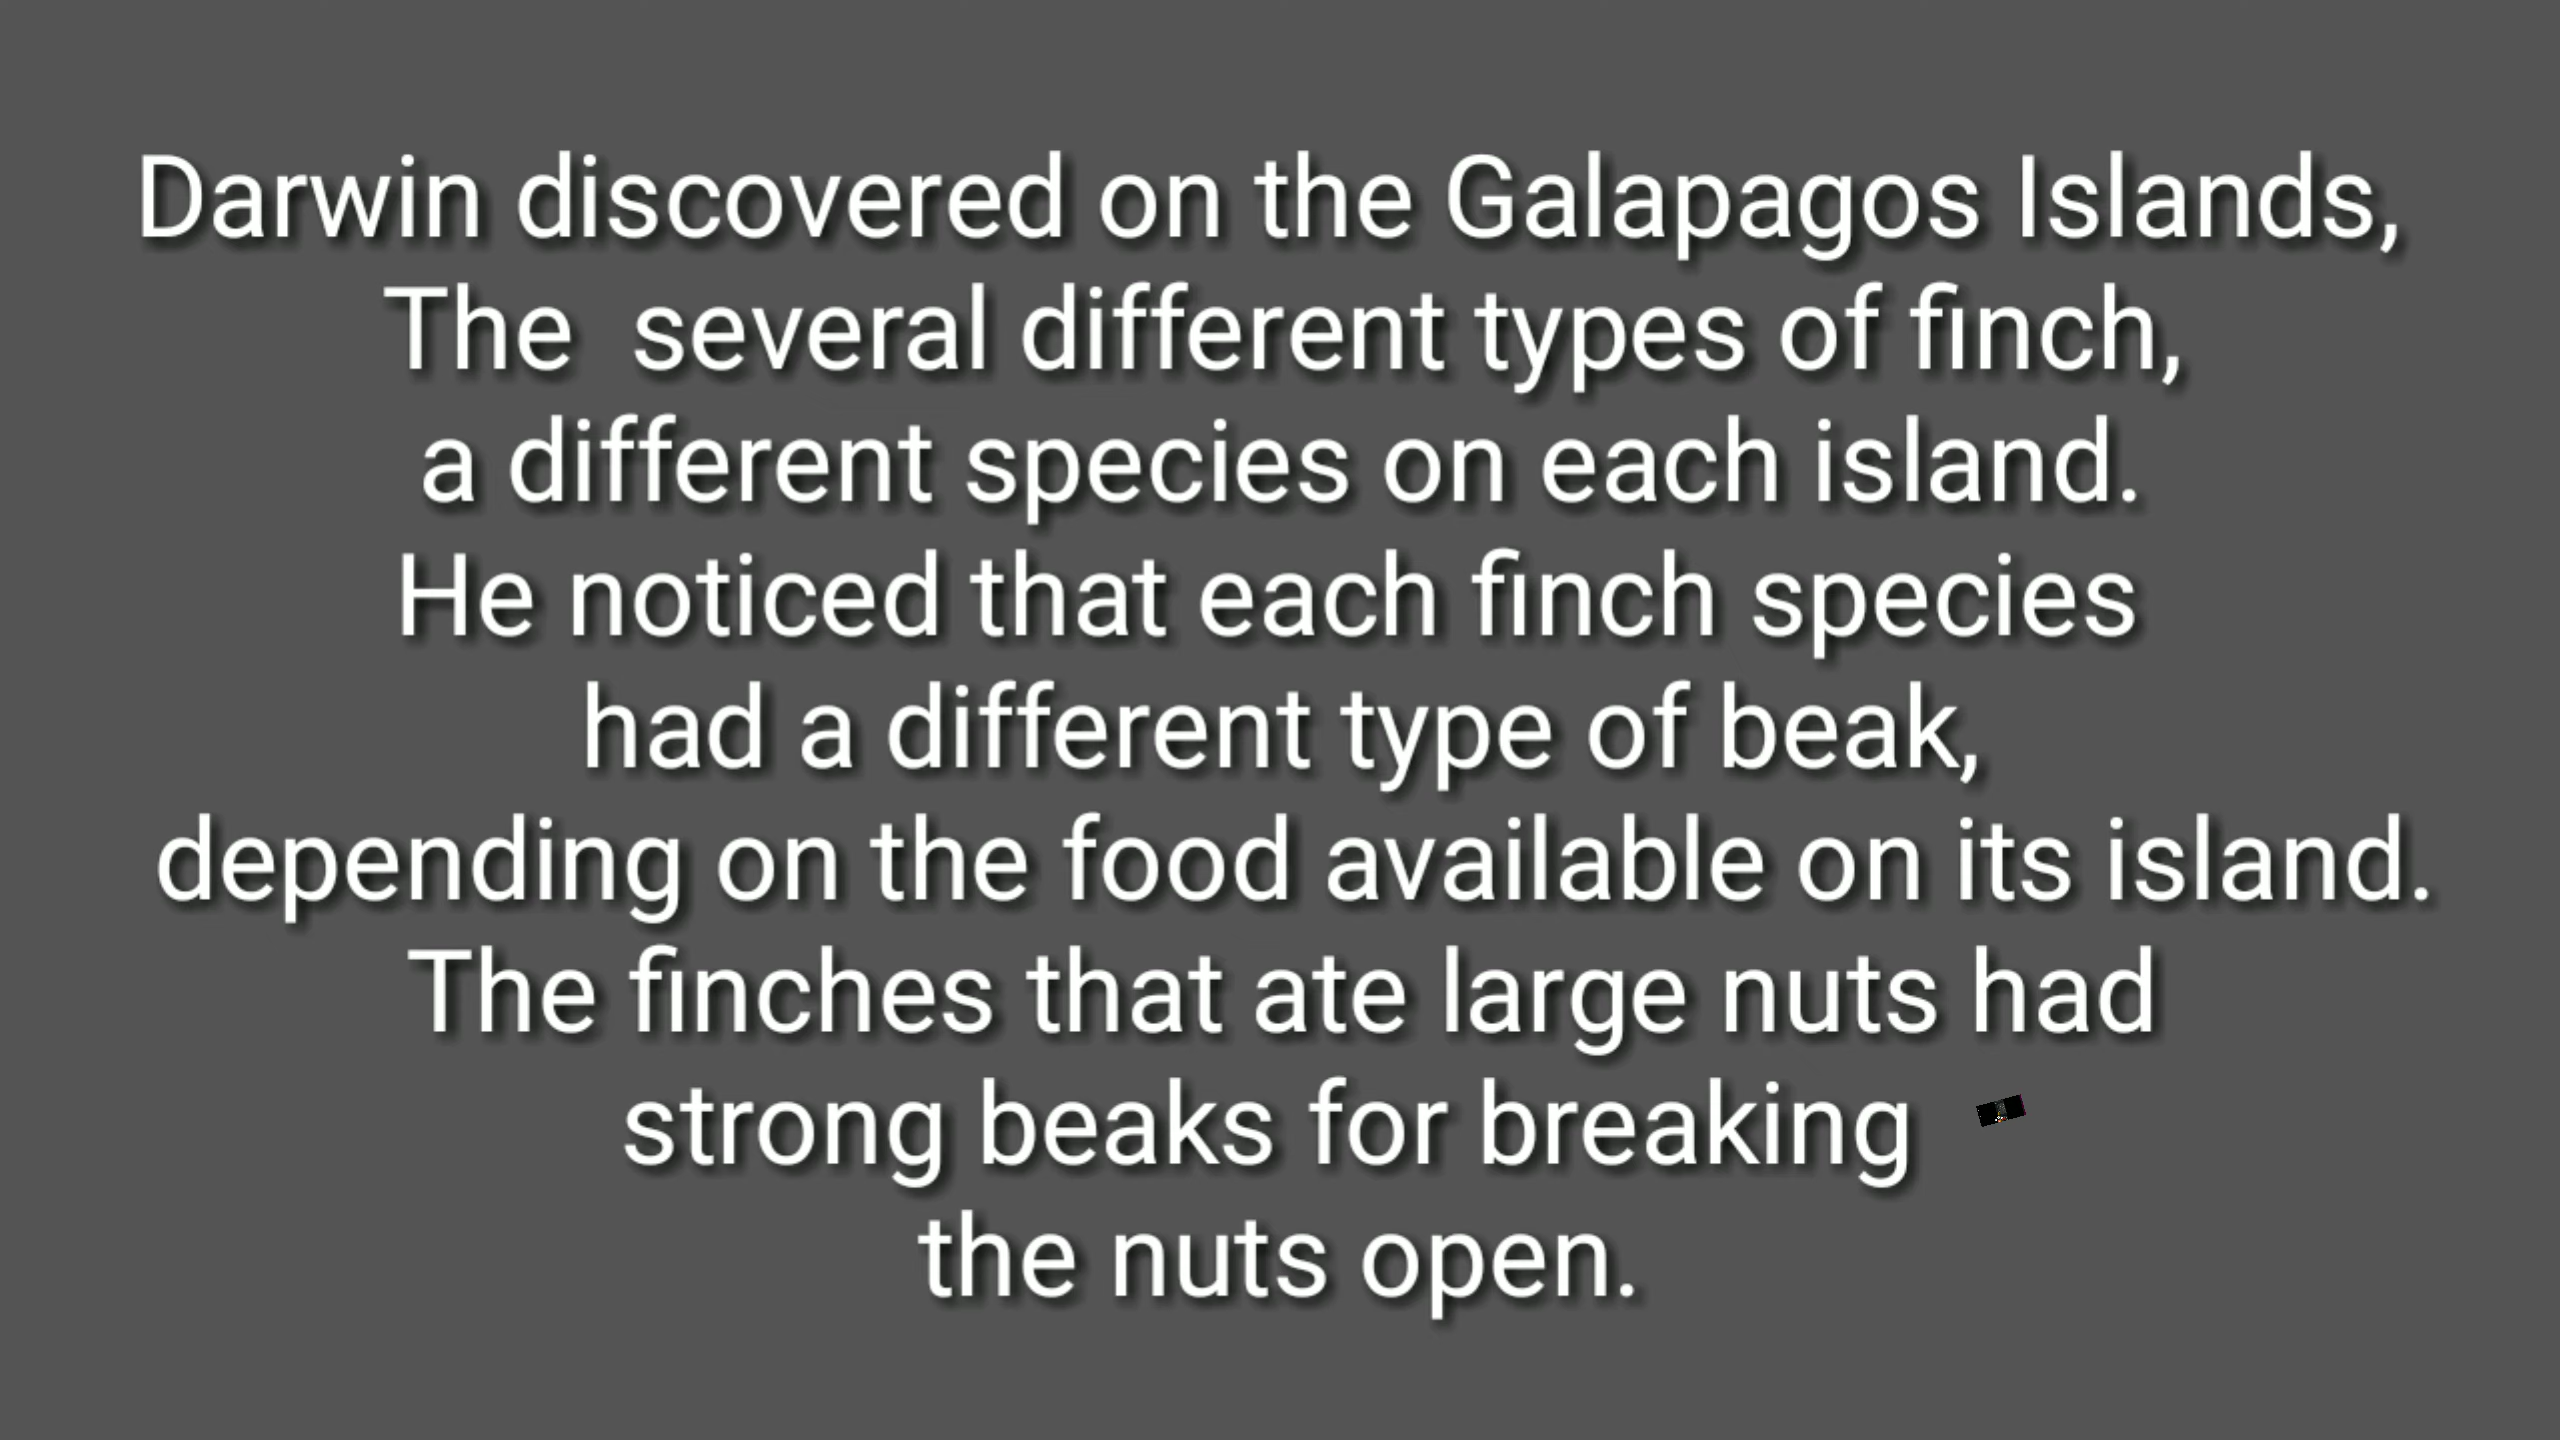 Darwin discovered on the Galapagos Islands,
The  several different types of finch,
a different species on each island.
He noticed that each finch species
had a different type of beak,
depending on the food available on its island.
The finches that ate large nuts had
strong beaks for breaking
the nuts open.